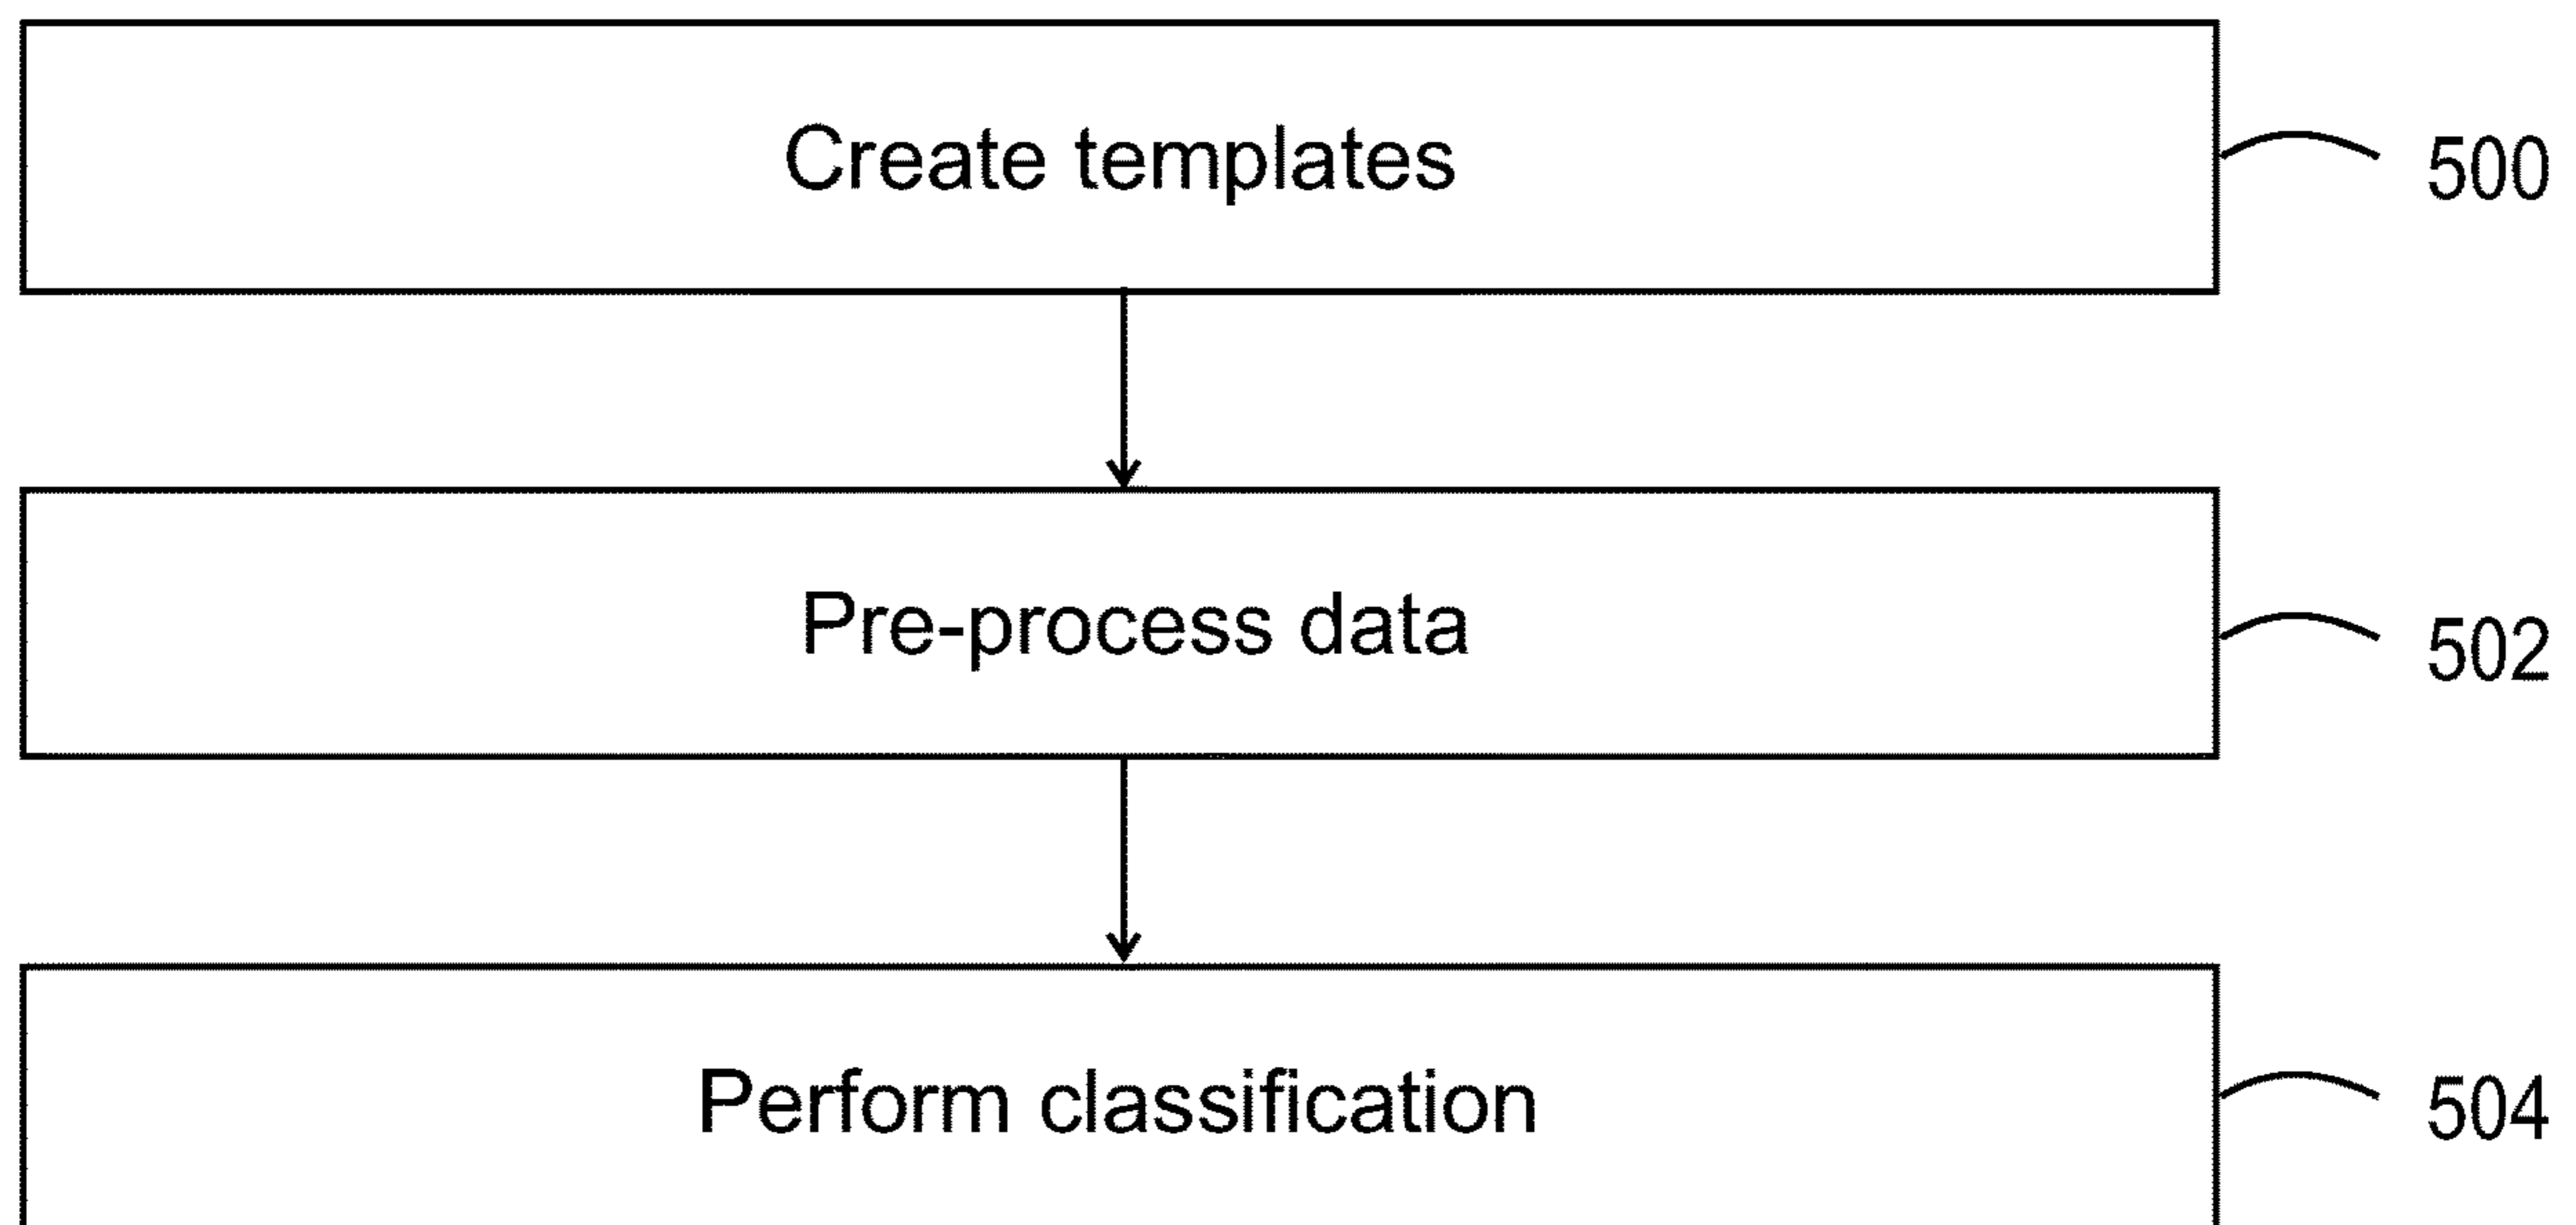 Create templates
500
Pre-process data
502
Perform classification
504